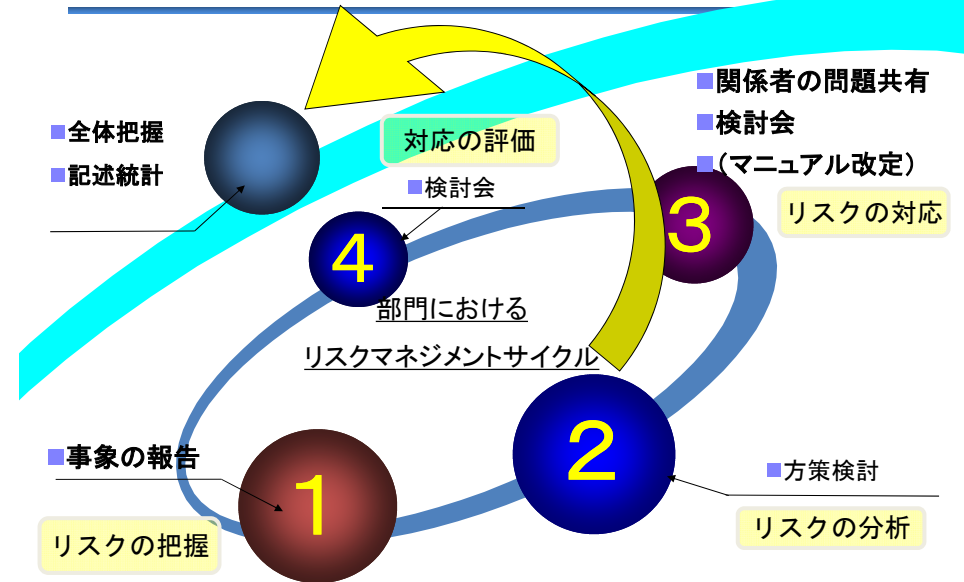 ■関係者の問題共有
■検討会
■(マニュアル改定)
リスクの対応
■全体把握
■記述統計
対応の評価
■検討会
3
4
部門における
リスクマネジメントサイクル
■事象の報告
1
リスクの把握
2
■方策検討
リスクの分析